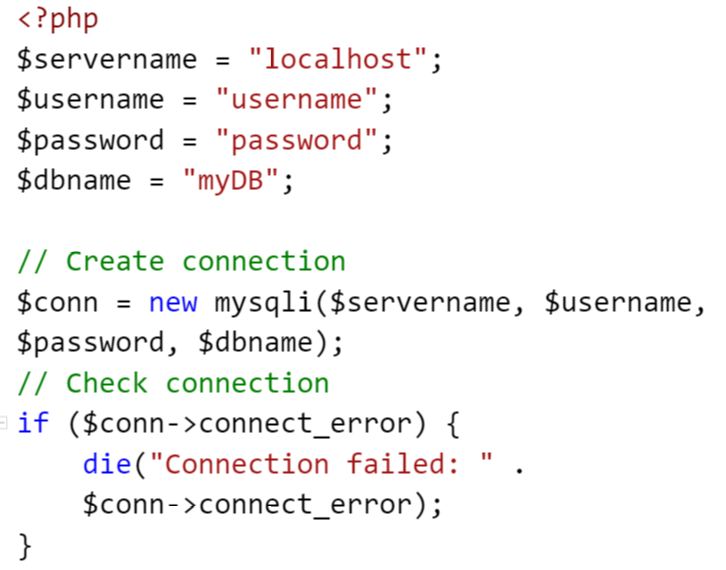 <?php
$servername = "localhost";
$username = "username";
$password = "password";
$dbname = "myDB";

// Create connection
$conn = new mysqli($servername, $username,
$password, $dbname);
// Check connection
if ($conn->connect_error) {
    die("Connection failed: " .
    $conn->connect_error);
}